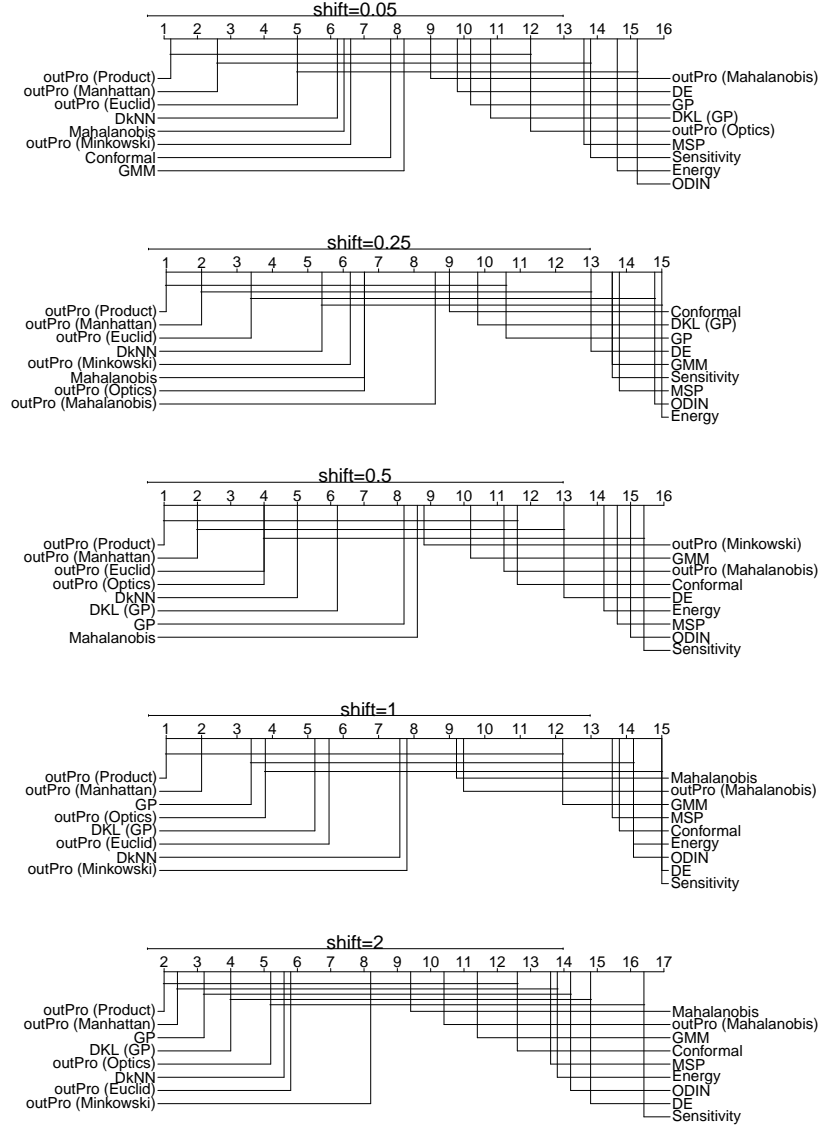 shift=0.05
1 2 3 4 5 6 7 8 9 10 11 12 13 14 15 16
outPro (Product)
outPro (Manhattan)
outPro (Euclid)
DkNN
Mahalanobis
outPro (Minkowski)
Conformal
GMM
outPro (Mahalanobis)
DE
GP
DKL (GP)
outPro (Optics)
MSP
Sensitivity
Energy
ODIN
shift=0.25
1 2 3 4 5 6 7 8 9 10 11 12 13 14 15
outPro (Product)
outPro (Manhattan)
outPro (Euclid)
DkNN
outPro (Minkowski)
Mahalanobis
outPro (Optics)
outPro (Mahalanobis)
Conformal
DKL (GP)
GP
DE
GMM
Sensitivity
MSP
ODIN
Energy
shift=0.5
1 2 3 4 5 6 7 8 9 10 11 12 13 14 15 16
outPro (Product)
outPro (Manhattan)
outPro (Euclid)
outPro (Optics)
DkNN
DKL (GP)
GP
Mahalanobis
outPro (Minkowski)
GMM
outPro (Mahalanobis)
Conformal
DE
Energy
MSP
ODIN
Sensitivity
shift=1
1 2 3 4 5 6 7 8 9 10 11 12 13 14 15
outPro (Product)
outPro (Manhattan)
GP
outPro (Optics)
DKL (GP)
outPro (Euclid)
DkNN
outPro (Minkowski)
Mahalanobis
outPro (Mahalanobis)
GMM
MSP
Conformal
Energy
ODIN
DE
Sensitivity
shift=2
2 3 4 5 6 7 8 9 10 11 12 13 14 15 16 17
outPro (Product)
outPro (Manhattan)
GP
DKL (GP)
outPro (Optics)
DkNN
outPro (Euclid)
outPro (Minkowski)
Mahalanobis
outPro (Mahalanobis)
GMM
Conformal
MSP
Energy
ODIN
DE
Sensitivity